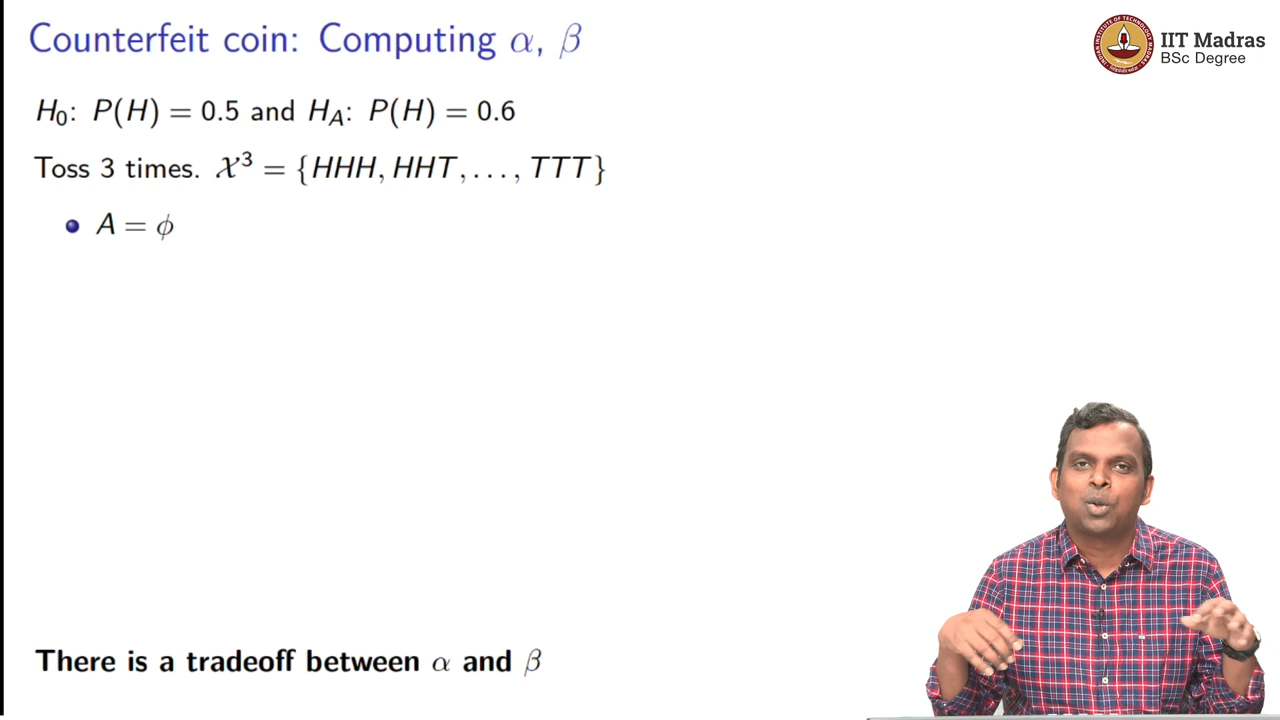 Counterfeit coin: Computing α, β
IIT Madras
BSc Degree
H₀: P(H) = 0.5 and H_A: P(H) = 0.6
Toss 3 times. 𝒳³ = {HHH, HHT, . . . , TTT}
A = ϕ
There is a tradeoff between α and β